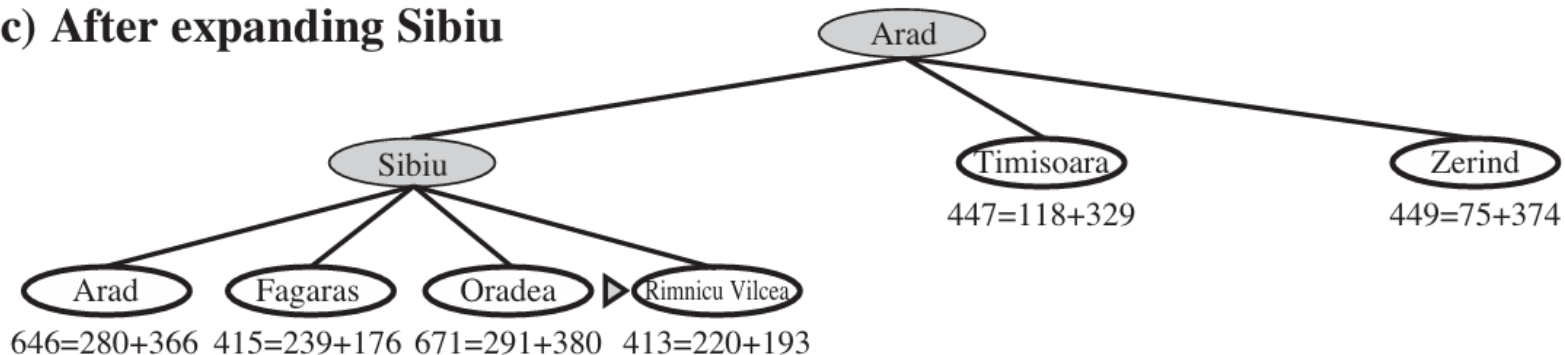 c) After expanding Sibiu
Arad
Sibiu
Timisoara
Zerind
447=118+329
449=75+374
Arad
Fagaras
Oradea
Rimnicu Vilcea
646=280+366
415=239+176
671=291+380
413=220+193